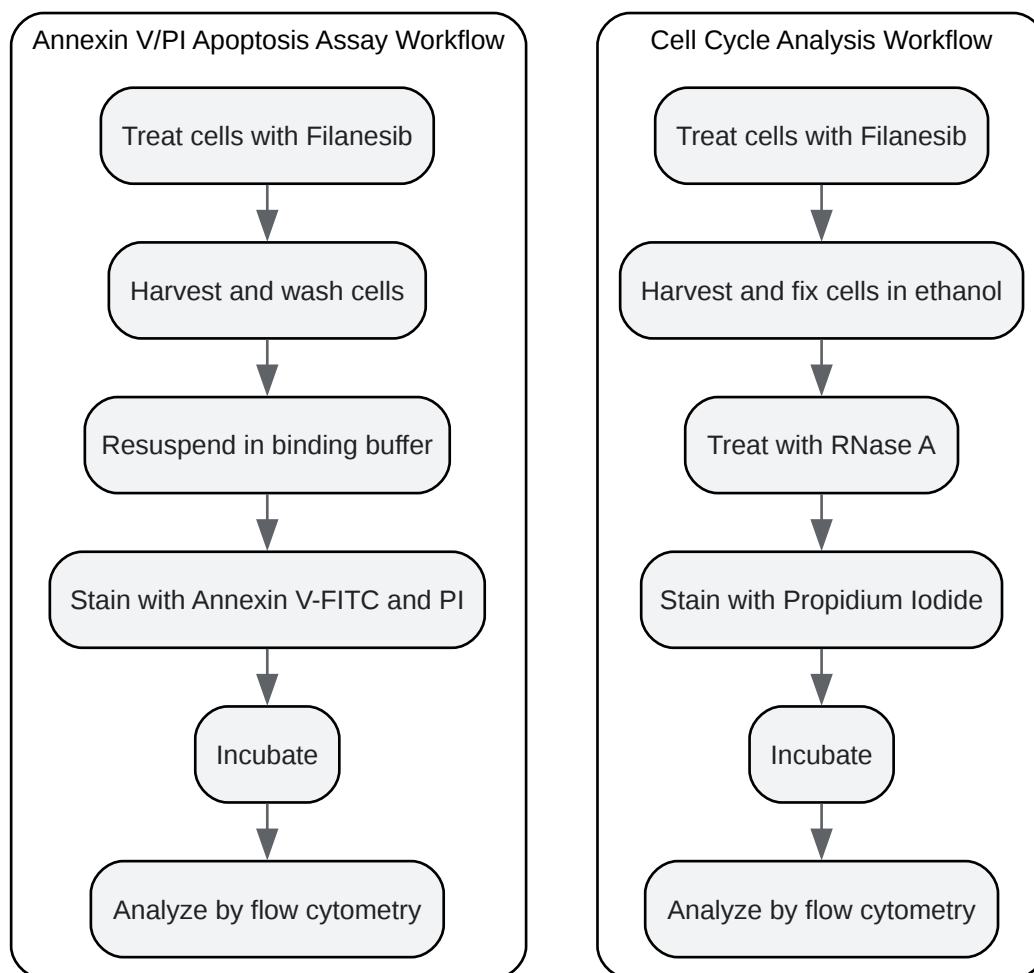 Annexin V/PI Apoptosis Assay Workflow
Treat cells with Filanesib
Harvest and wash cells
Resuspend in binding buffer
Stain with Annexin V-FITC and PI
Incubate
Analyze by flow cytometry
Cell Cycle Analysis Workflow
Treat cells with Filanesib
Harvest and fix cells in ethanol
Treat with RNase A
Stain with Propidium Iodide
Incubate
Analyze by flow cytometry